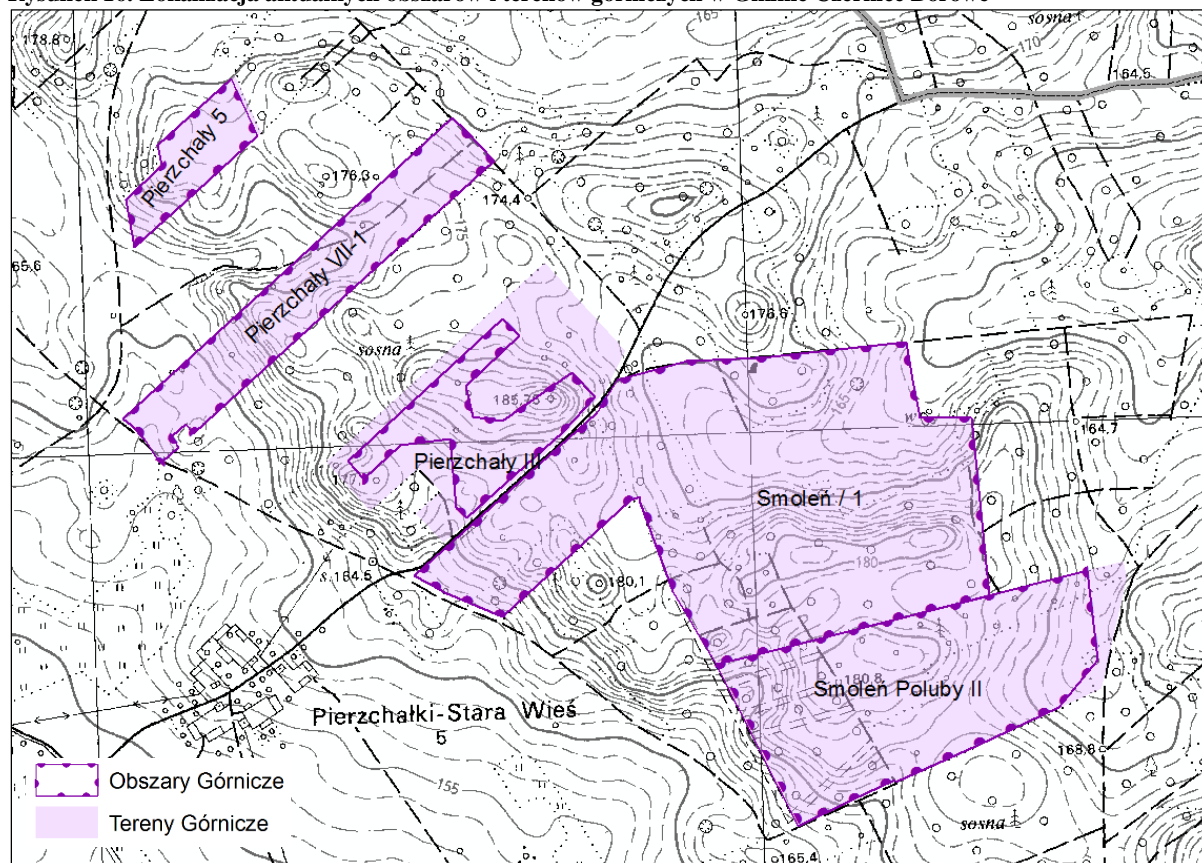 sosna
170
165
178.8
164.5
Pierzchały 5
176.3
174.4
175
65.6
Pierzchały VII-1
176.6
sosna
185.73
165
w
164.7
Pierzchały III
177
Smoleń / 1
180
s.164.5
180,1
180,8
Smoleń Poluby II
Pierzchałki-Stara Wieś
5
168.8
155
Obszary Górnicze
Tereny Górnicze
sosna
165.4